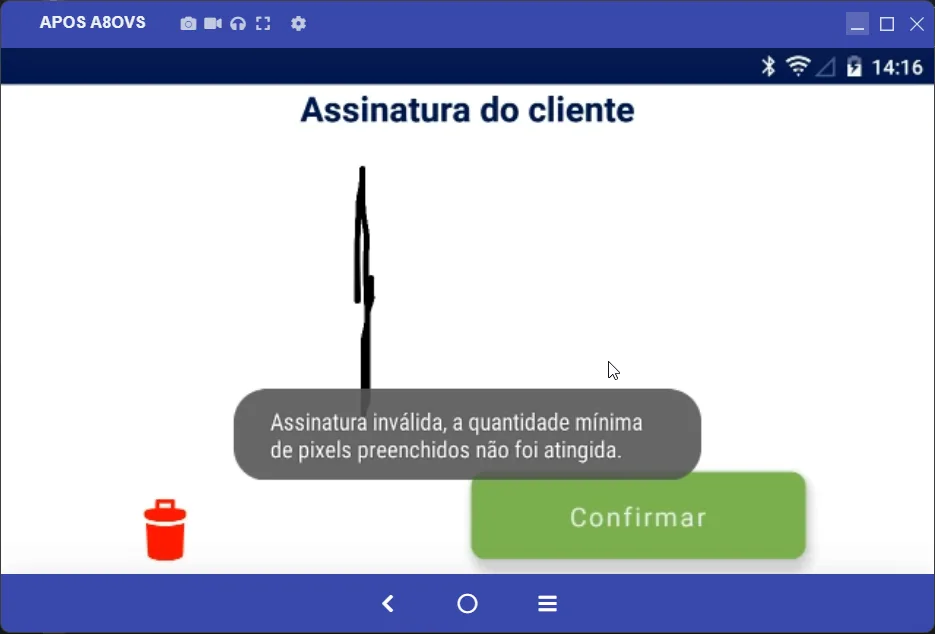 APOS A8OVS
14:16
Assinatura do cliente
Assinatura inválida, a quantidade mínima
de pixels preenchidos não foi atingida.
Confirmar